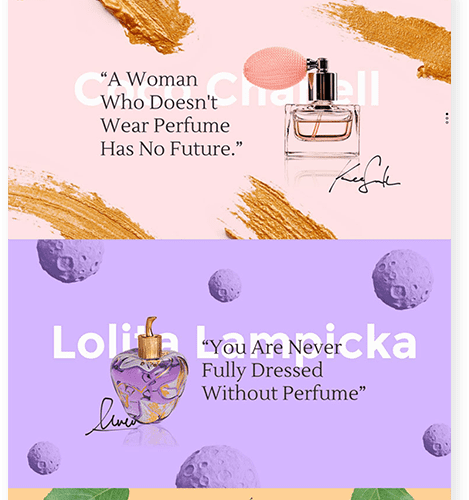 Coco Chanell
“A Woman
Who Doesn't
Wear Perfume
Has No Future.”
Lolita Lampicka
“You Are Never
Fully Dressed
Without Perfume”